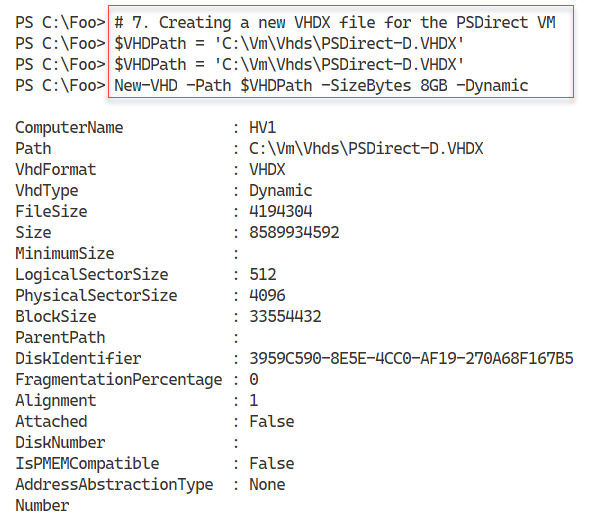 PS C:\Foo> # 7. Creating a new VHDX file for the PSDirect VM
PS C:\Foo> $VHDPath = 'C:\Vm\Vhds\PSDirect-D.VHDX'
PS C:\Foo> $VHDPath = 'C:\Vm\Vhds\PSDirect-D.VHDX'
PS C:\Foo> New-VHD -Path $VHDPath -SizeBytes 8GB -Dynamic
ComputerName : HV1
Path : C:\Vm\Vhds\PSDirect-D.VHDX
VhdFormat : VHDX
VhdType : Dynamic
FileSize : 4194304
Size : 8589934592
MinimumSize :
LogicalSectorSize : 512
PhysicalSectorSize : 4096
BlockSize : 33554432
ParentPath :
DiskIdentifier : 3959C590-8E5E-4CC0-AF19-270A68F167B5
FragmentationPercentage : 0
Alignment : 1
Attached : False
DiskNumber :
IsPMEMCompatible : False
AddressAbstractionType : None
Number